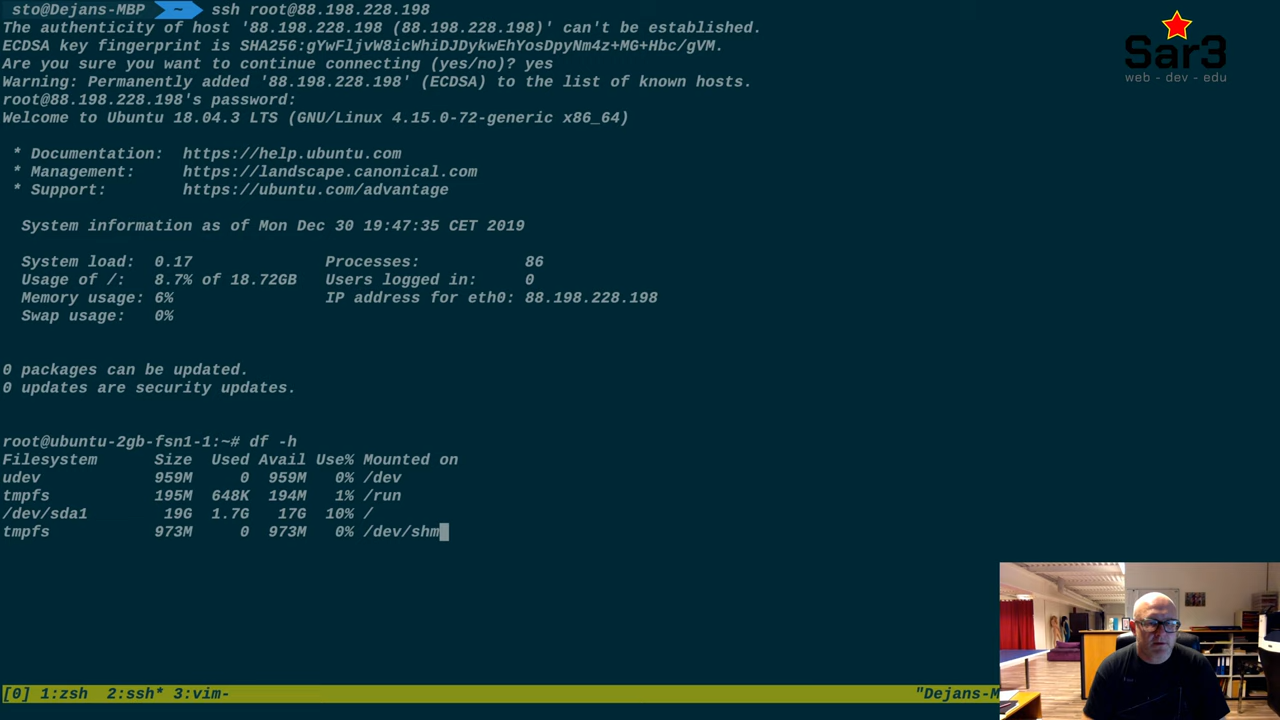 sto@Dejans-MBP ~ ssh root@88.198.228.198
The authenticity of host '88.198.228.198 (88.198.228.198)' can't be established.
ECDSA key fingerprint is SHA256:gYwFljvW8icWhiDJDykwEhYosDpyNm4z+MG+Hbc/gVM.
Are you sure you want to continue connecting (yes/no)? yes
Warning: Permanently added '88.198.228.198' (ECDSA) to the list of known hosts.
root@88.198.228.198's password:
Welcome to Ubuntu 18.04.3 LTS (GNU/Linux 4.15.0-72-generic x86_64)
* Documentation: https://help.ubuntu.com
* Management: https://landscape.canonical.com
* Support: https://ubuntu.com/advantage
System information as of Mon Dec 30 19:47:35 CET 2019
System load: 0.17 Processes: 86
Usage of /: 8.7% of 18.72GB Users logged in: 0
Memory usage: 6% IP address for eth0: 88.198.228.198
Swap usage: 0%
0 packages can be updated.
0 updates are security updates.
root@ubuntu-2gb-fsn1-1:~# df -h
Filesystem Size Used Avail Use% Mounted on
udev 959M 0 959M 0% /dev
tmpfs 195M 648K 194M 1% /run
/dev/sda1 19G 1.7G 17G 10% /
tmpfs 973M 0 973M 0% /dev/shm
[0] 1:zsh 2:ssh* 3:vim- "Dejans-M
Sar3
web - dev - edu